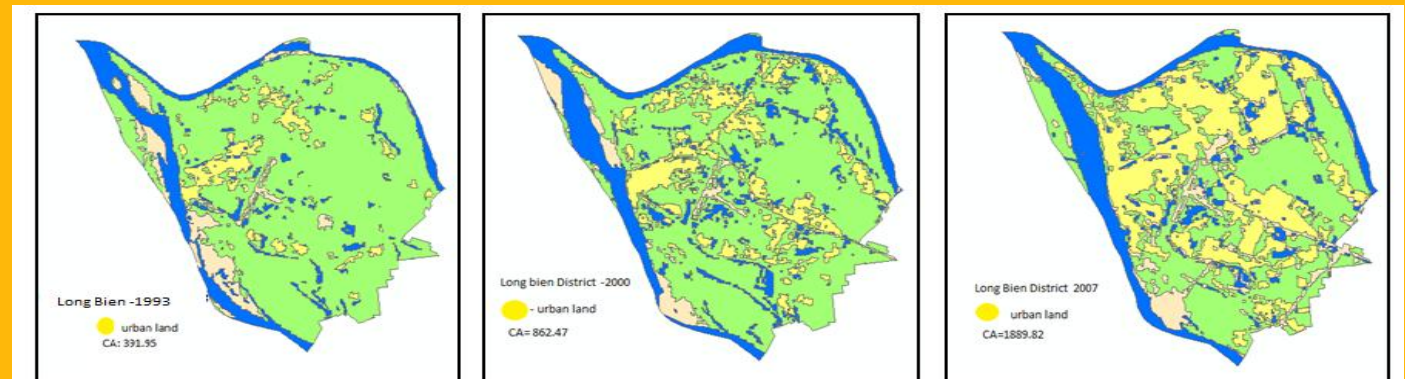 Long Bien -1993
urban land
CA: 391.95
Long bien District -2000
- urban land
CA= 862.47
Long Bien District 2007
urban land
CA=1889.82